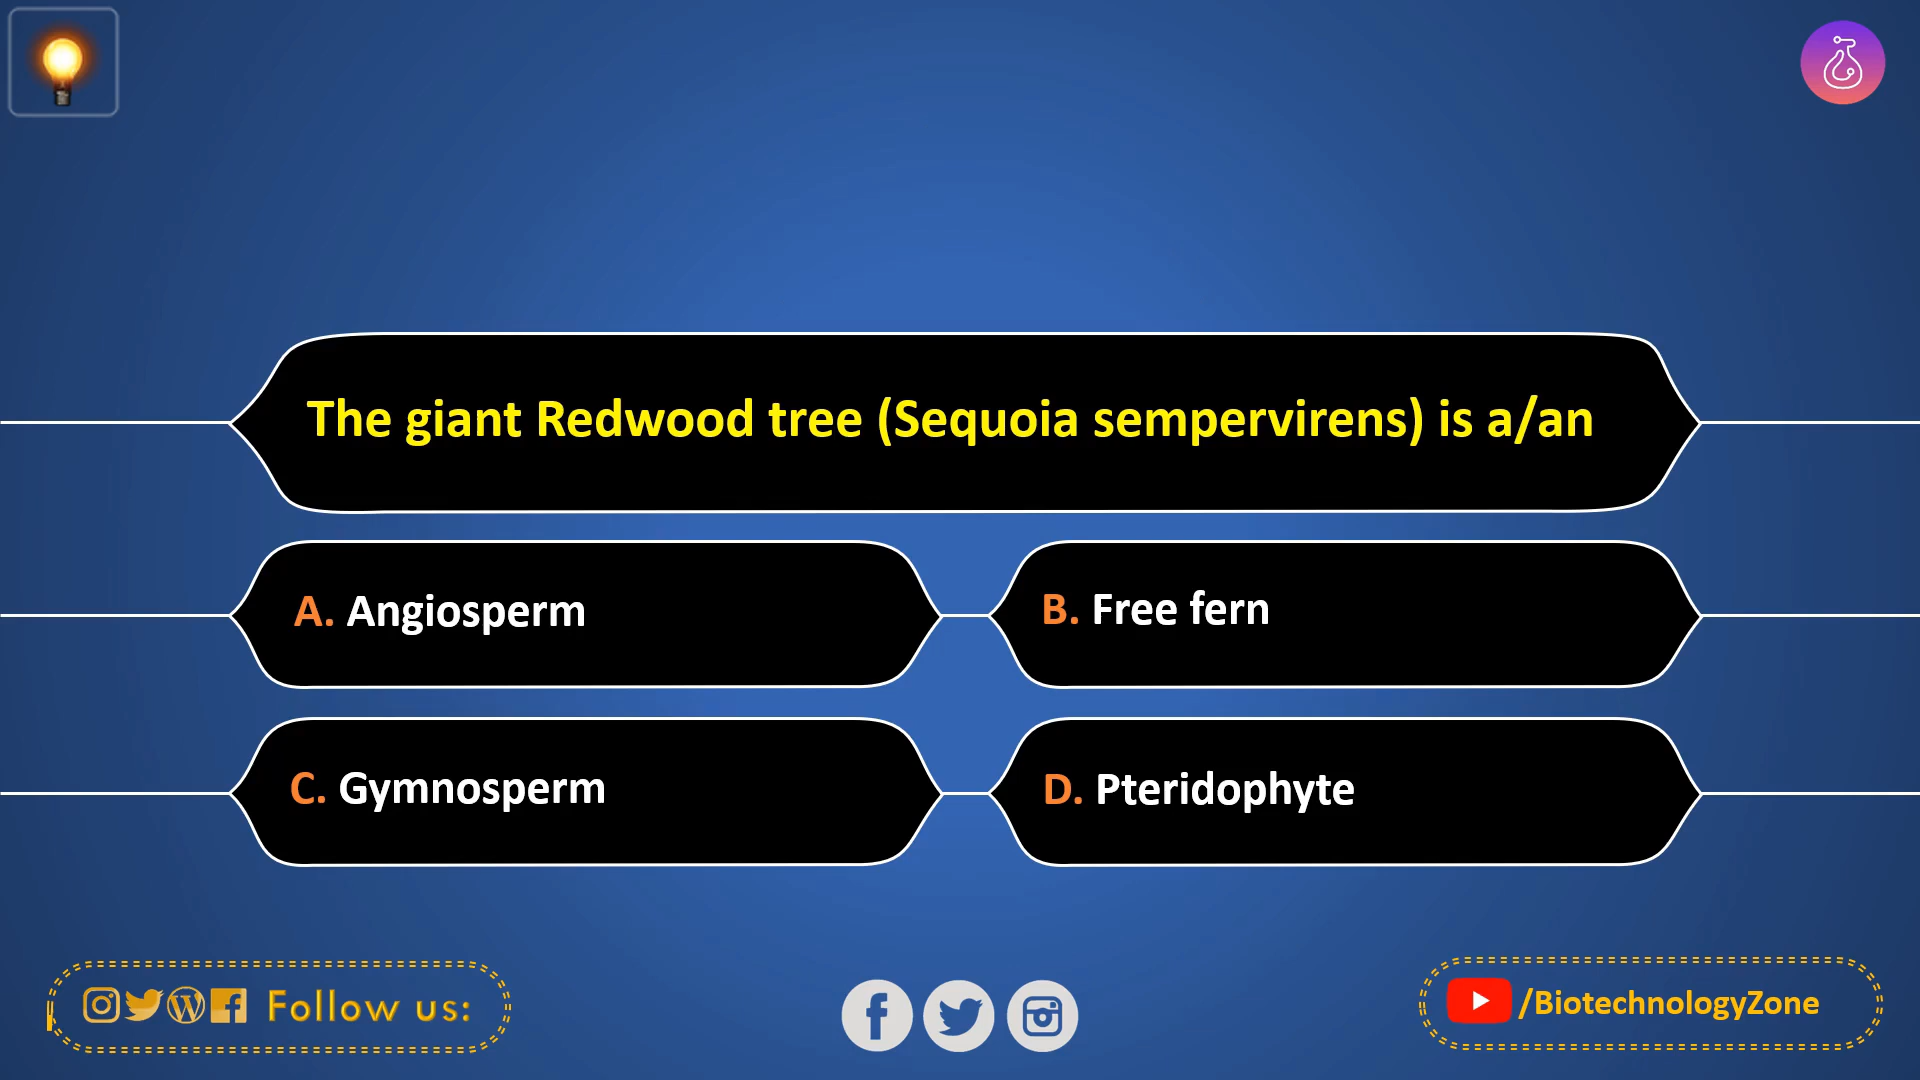 The giant Redwood tree (Sequoia sempervirens) is a/an
A. Angiosperm
B. Free fern
C. Gymnosperm
D. Pteridophyte
Follow us:
/BiotechnologyZone